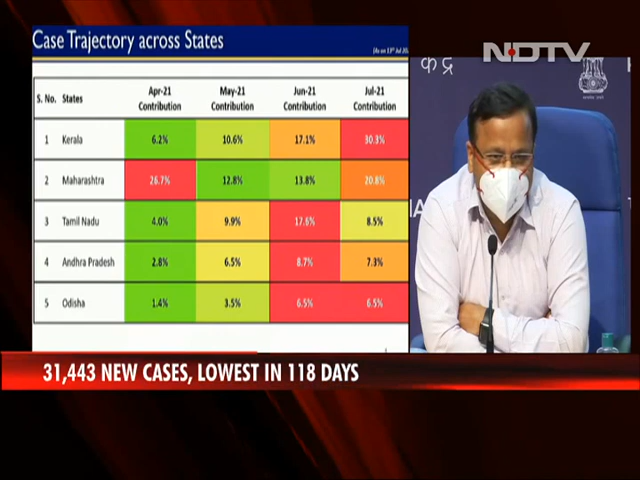 Case Trajectory across States
NDTV
केंद्र
S. No. States Apr-21 Contribution May-21 Contribution Jun-21 Contribution Jul-21 Contribution
1 Kerala 6.2% 10.6% 17.1% 30.3%
2 Maharashtra 26.7% 12.8% 13.8% 20.8%
3 Tamil Nadu 4.0% 9.9% 17.6% 8.5%
4 Andhra Pradesh 2.8% 6.5% 8.7% 7.3%
5 Odisha 1.4% 3.5% 6.5% 6.5%
31,443 NEW CASES, LOWEST IN 118 DAYS